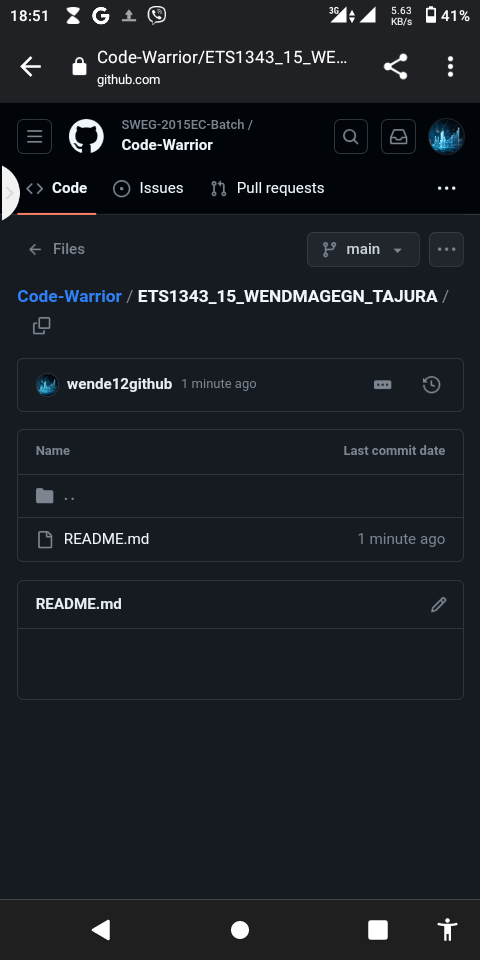 18:51
3G
5.63
KB/s
41%
Code-Warrior/ETS1343_15_WE...
github.com
SWEG-2015EC-Batch /
Code-Warrior
Code
Issues
Pull requests
Files
main
Code-Warrior / ETS1343_15_WENDMAGEGN_TAJURA /
wende12github 1 minute ago
Name Last commit date
..
README.md 1 minute ago
README.md